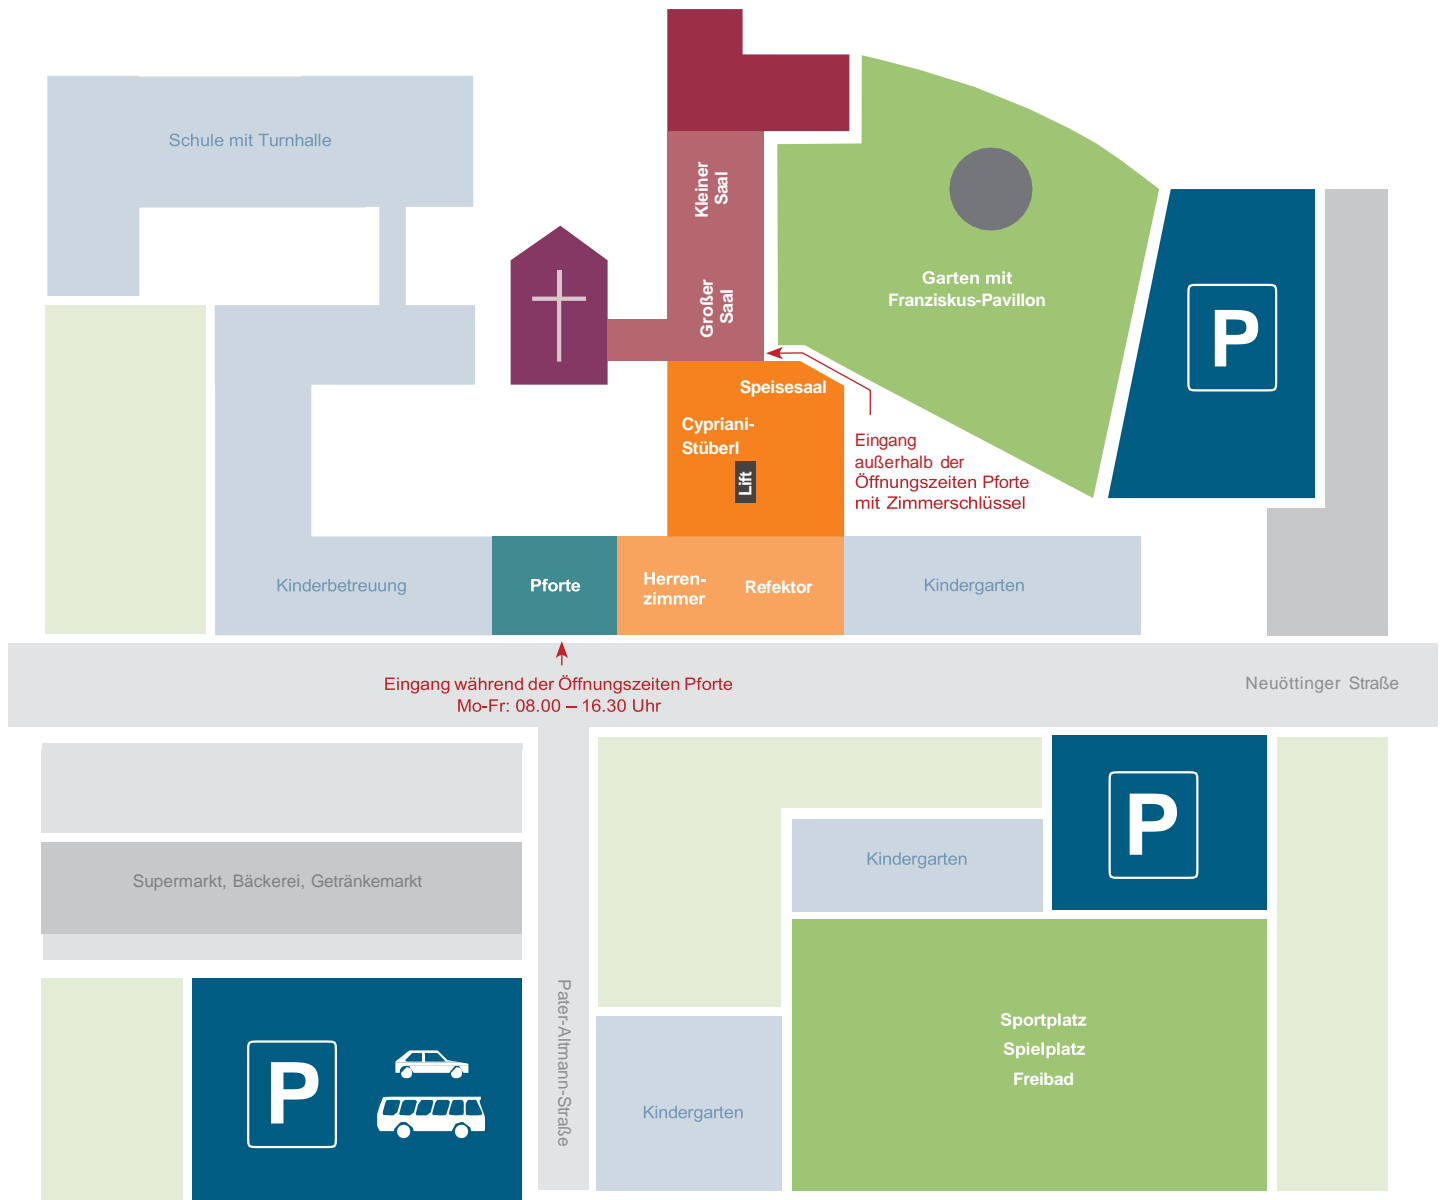 Schule mit Turnhalle
Kleiner
Saal
Großer
Saal
Garten mit
Franziskus-Pavillon
P
Speisesaal
Cypriani-
Stüberl
Lift
Eingang
außerhalb der
Öffnungszeiten Pforte
mit Zimmerschlüssel
Kinderbetreuung
Pforte
Herren-
zimmer
Refektor
Kindergarten
Eingang während der Öffnungszeiten Pforte
Mo-Fr: 08.00 – 16.30 Uhr
Neuöttinger Straße
P
Kindergarten
Supermarkt, Bäckerei, Getränkemarkt
Pater-Altmann-Straße
Sportplatz
Spielplatz
Freibad
P
Kindergarten